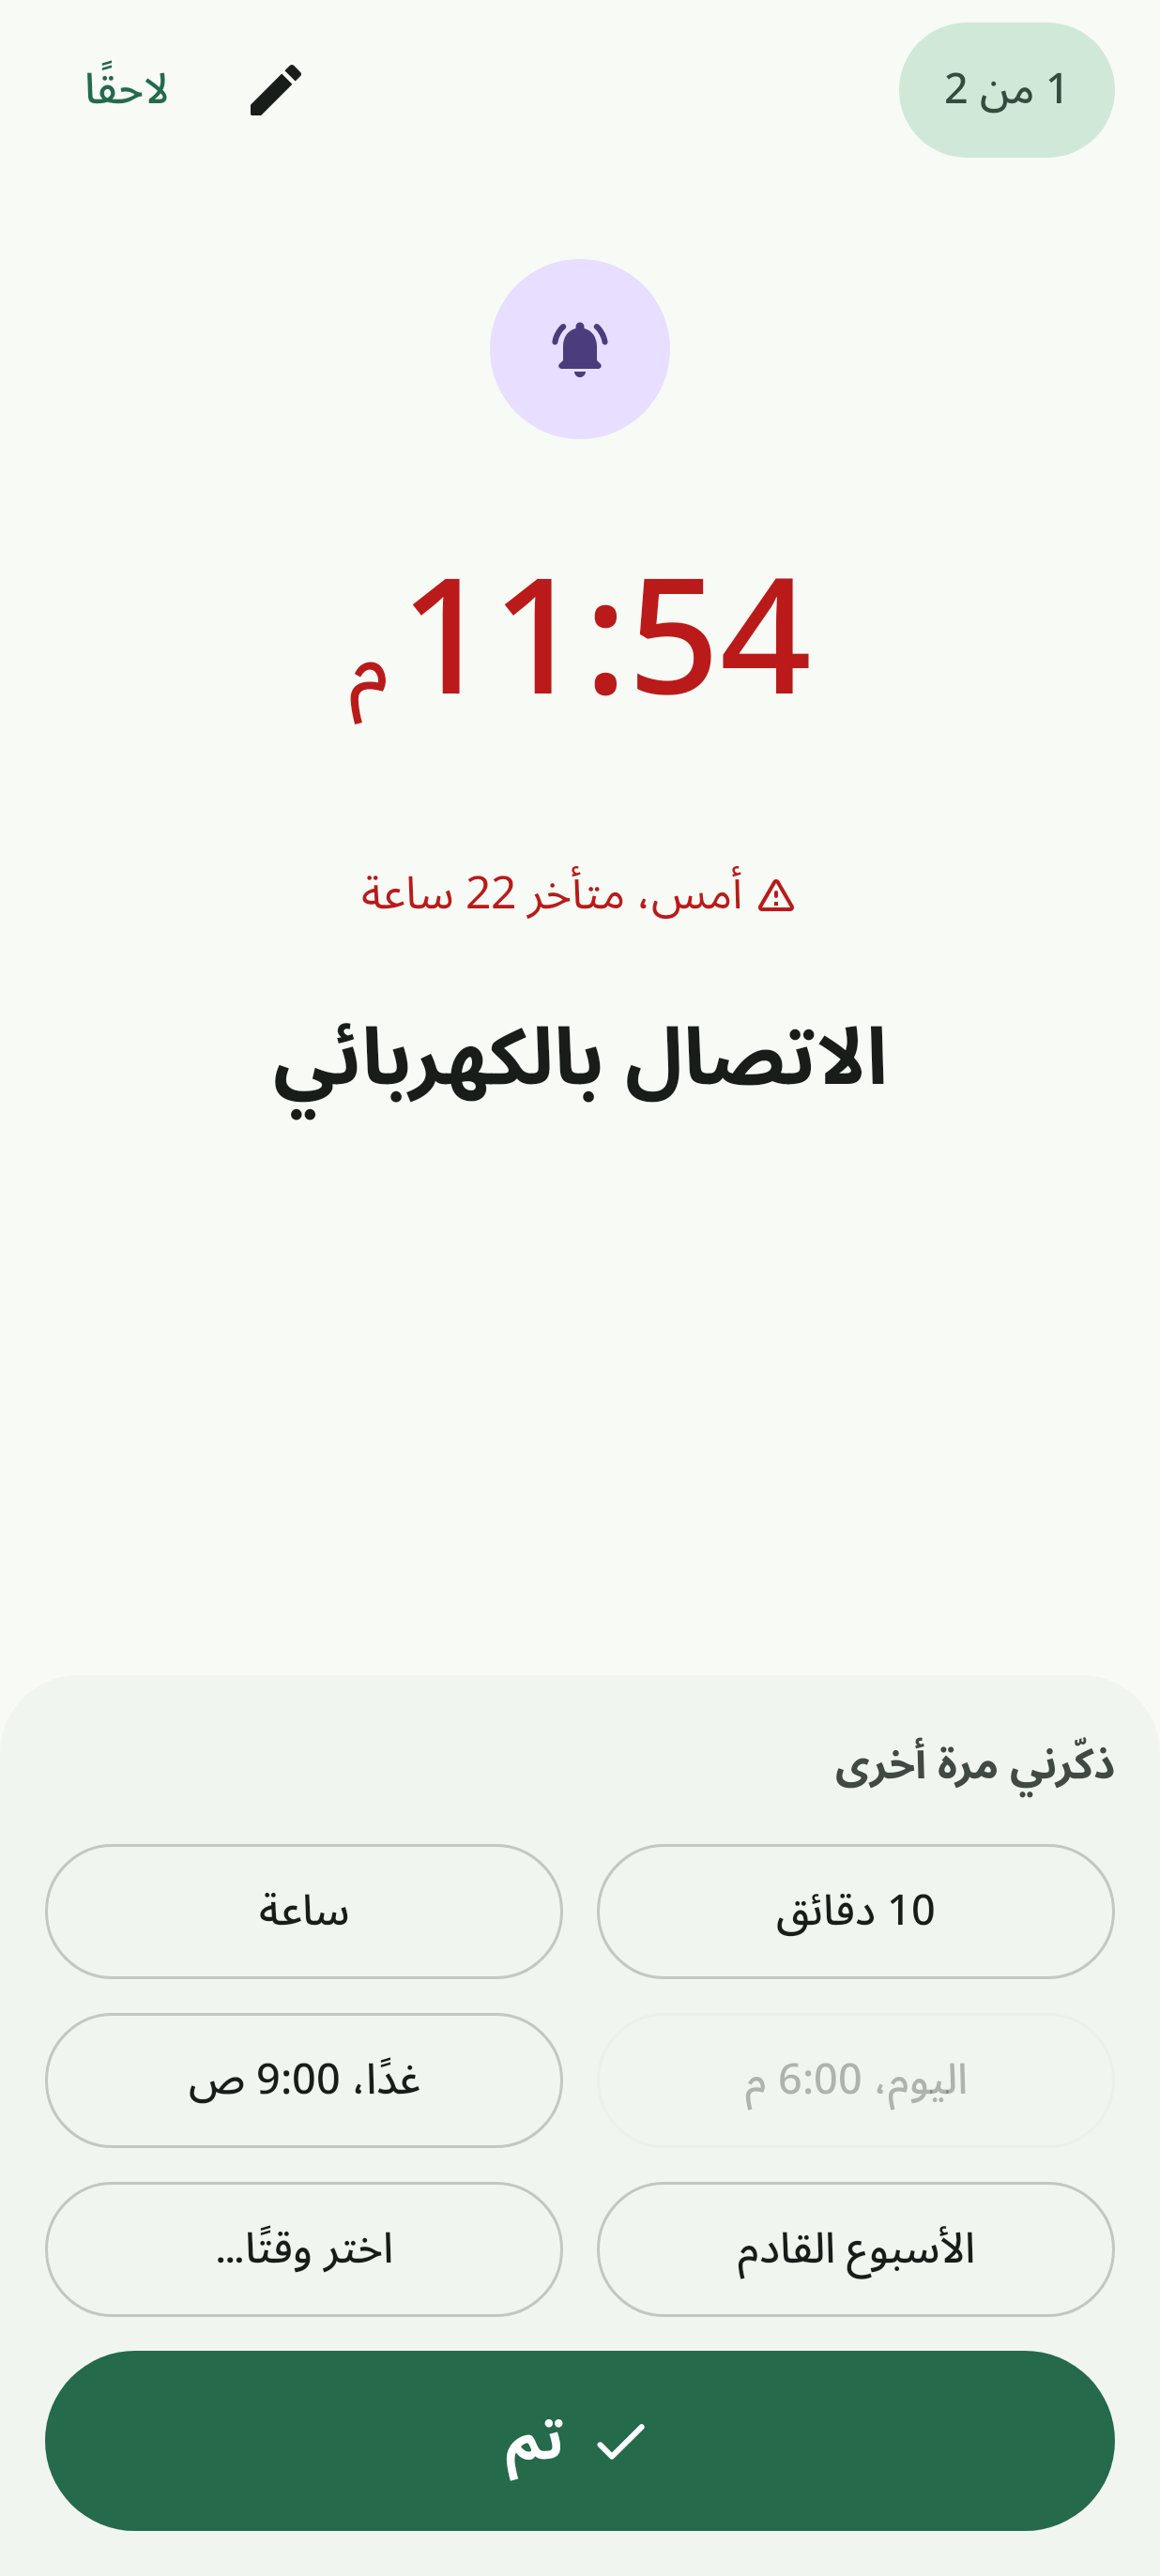 1 من 2
لاحقًا
11:54 م
أمس، متأخر 22 ساعة
الاتصال بالكهربائي
ذكّرني مرة أخرى
10 دقائق
ساعة
اليوم، 6:00 م
غدًا، 9:00 ص
الأسبوع القادم
اختر وقتًا...
تم